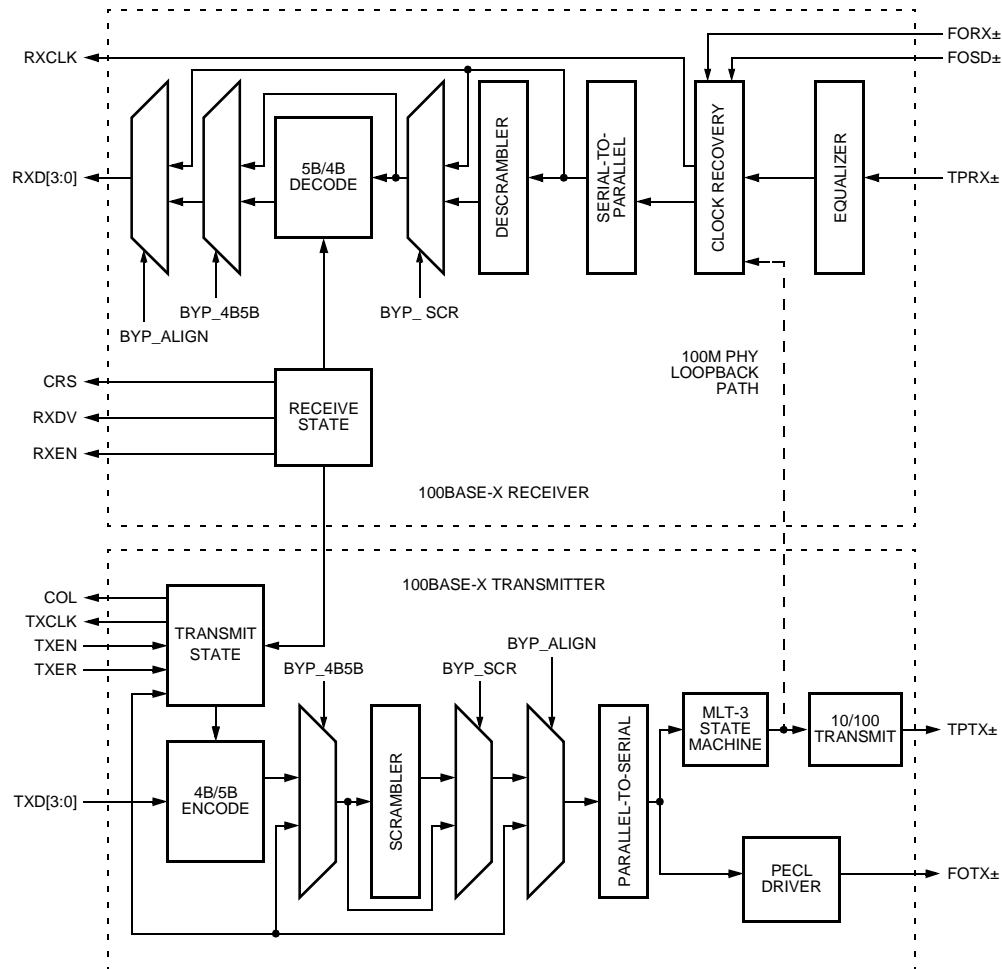 FORX±
RXCLK
FOSD±
RXD[3:0]
5B/4B
DECODE
DESCRAMBLER
SERIAL-TO-
PARALLEL
CLOCK RECOVERY
EQUALIZER
TPRX±
BYP_ALIGN
BYP_4B5B
BYP_ SCR
100M PHY
LOOPBACK
PATH
CRS
RXDV
RXEN
RECEIVE
STATE
100BASE-X RECEIVER
100BASE-X TRANSMITTER
COL
TXCLK
TXEN
TXER
TRANSMIT
STATE
BYP_4B5B
BYP_SCR
BYP_ALIGN
TXD[3:0]
4B/5B
ENCODE
SCRAMBLER
PARALLEL-TO-SERIAL
MLT-3
STATE
MACHINE
10/100
TRANSMIT
TPTX±
PECL
DRIVER
FOTX±